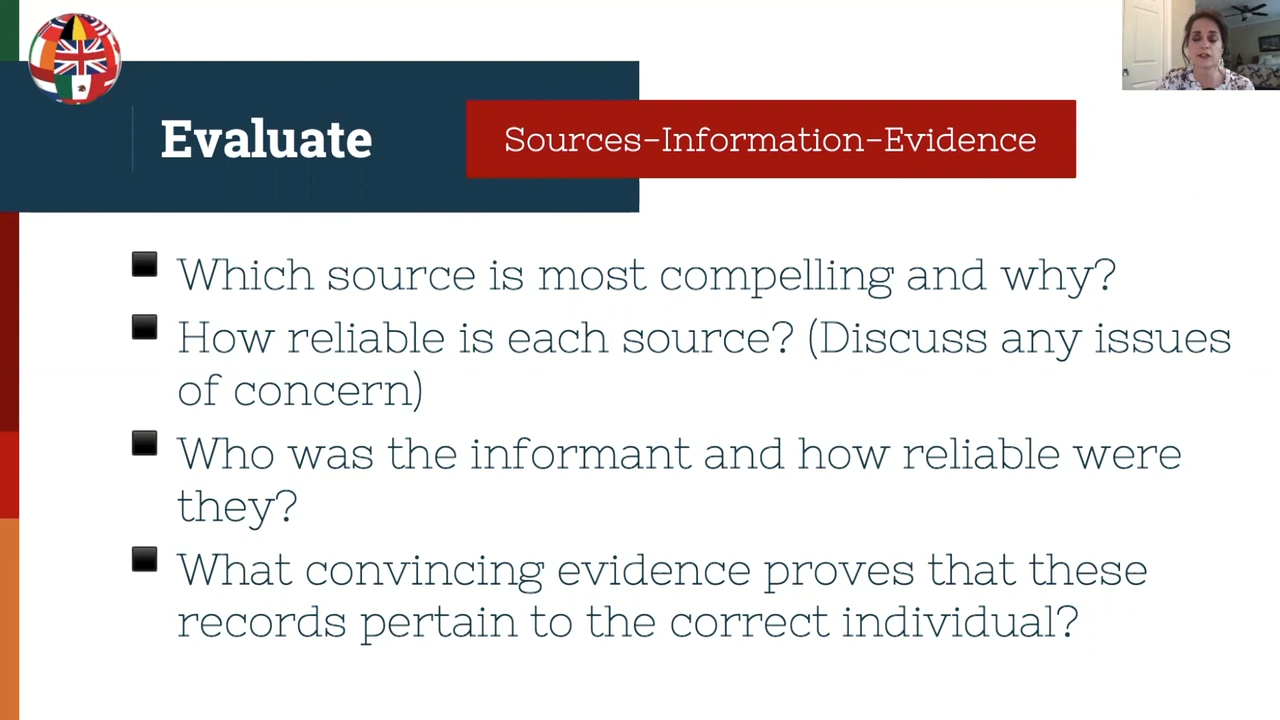 Evaluate
Sources-Information-Evidence
Which source is most compelling and why?
How reliable is each source? (Discuss any issues
of concern)
Who was the informant and how reliable were
they?
What convincing evidence proves that these
records pertain to the correct individual?